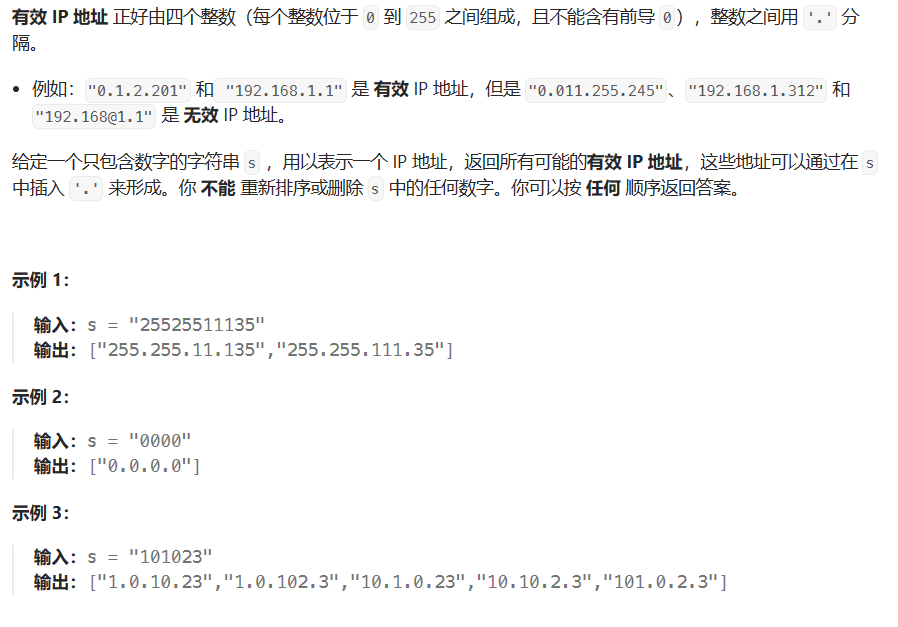 有效 IP 地址 正好由四个整数（每个整数位于 0 到 255 之间组成，且不能含有前导 0），整数之间用 '.' 分
隔。
• 例如："0.1.2.201" 和 "192.168.1.1" 是 有效 IP 地址，但是 "0.011.255.245"、"192.168.1.312" 和
"192.168@1.1" 是 无效 IP 地址。
给定一个只包含数字的字符串 s ，用以表示一个 IP 地址，返回所有可能的有效 IP 地址，这些地址可以通过在 s
中插入 '.' 来形成。你 不能 重新排序或删除 s 中的任何数字。你可以按 任何 顺序返回答案。
示例 1：
输入：s = "25525511135"
输出：["255.255.11.135","255.255.111.35"]
示例 2：
输入：s = "0000"
输出：["0.0.0.0"]
示例 3：
输入：s = "101023"
输出：["1.0.10.23","1.0.102.3","10.1.0.23","10.10.2.3","101.0.2.3"]